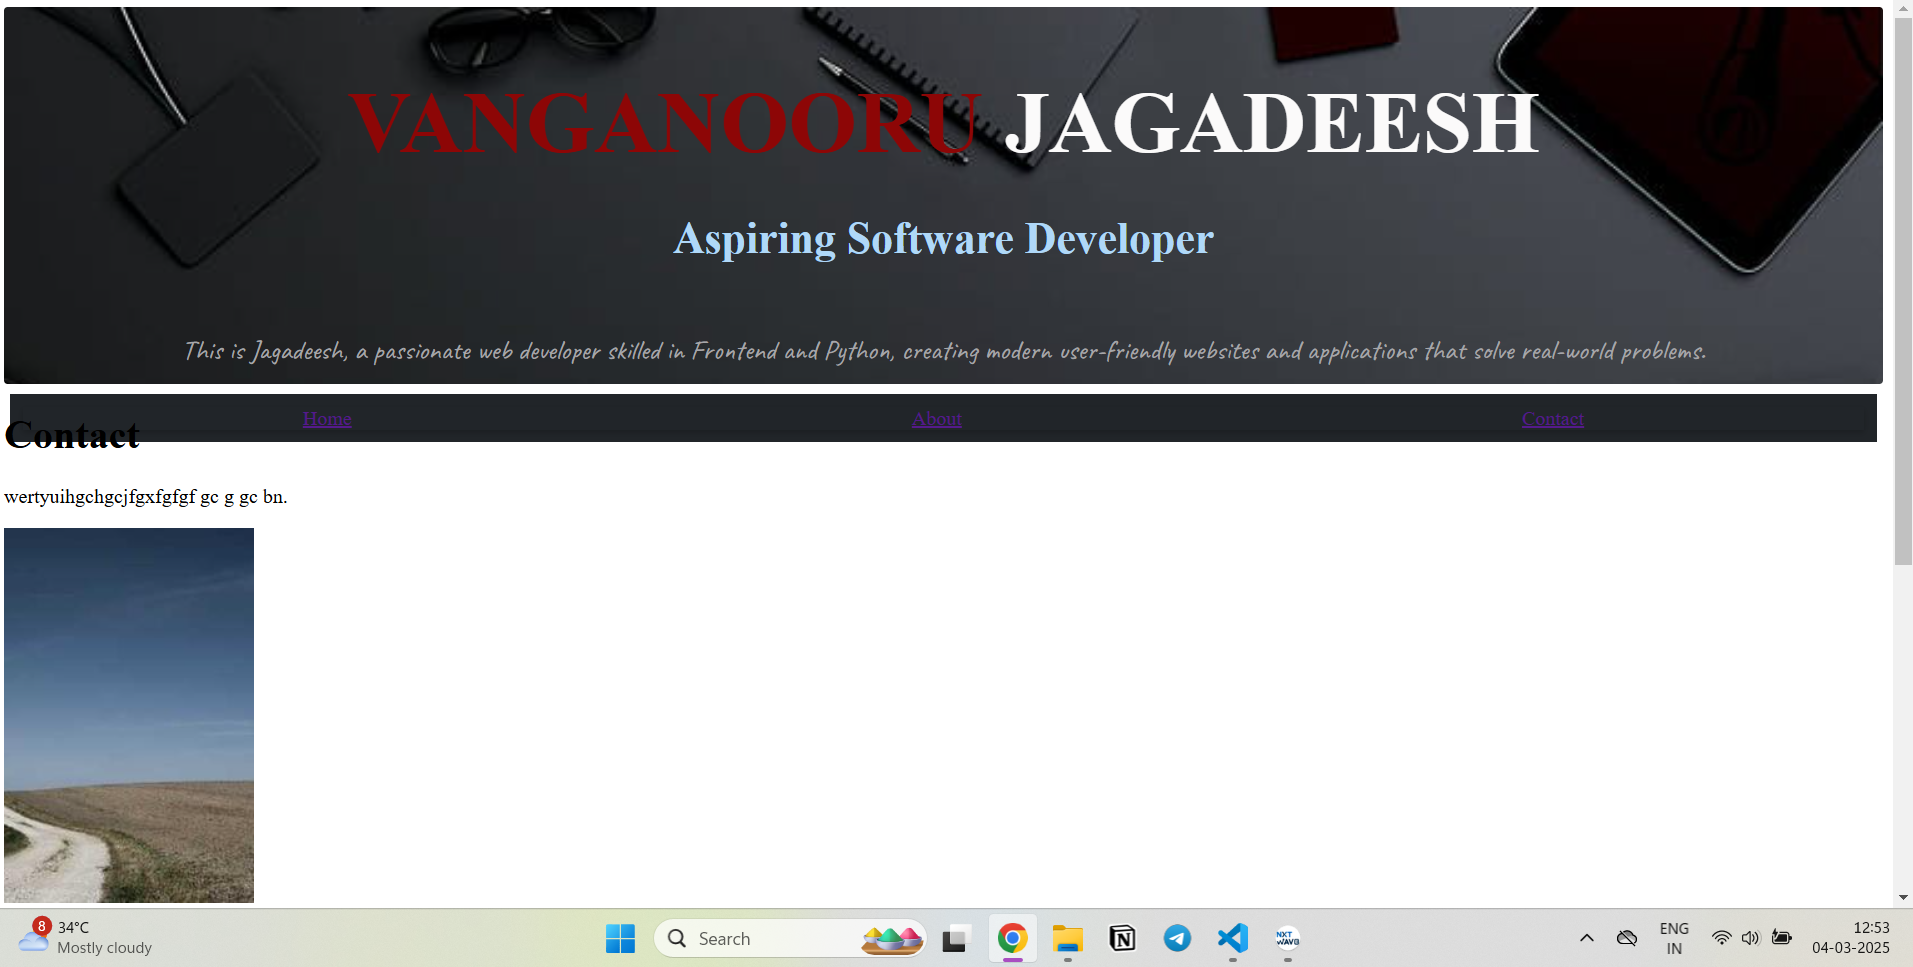 VANGANOORU JAGADEESH
Aspiring Software Developer
This is Jagadeesh, a passionate web developer skilled in Frontend and Python, creating modern user-friendly websites and applications that solve real-world problems.
Home About Contact
Contact
wertyuihgchgcjfgxfgfgf gc g gc bn.
8
34°C
Mostly cloudy
Search
NXT
WAVE
ENG
IN
12:53
04-03-2025